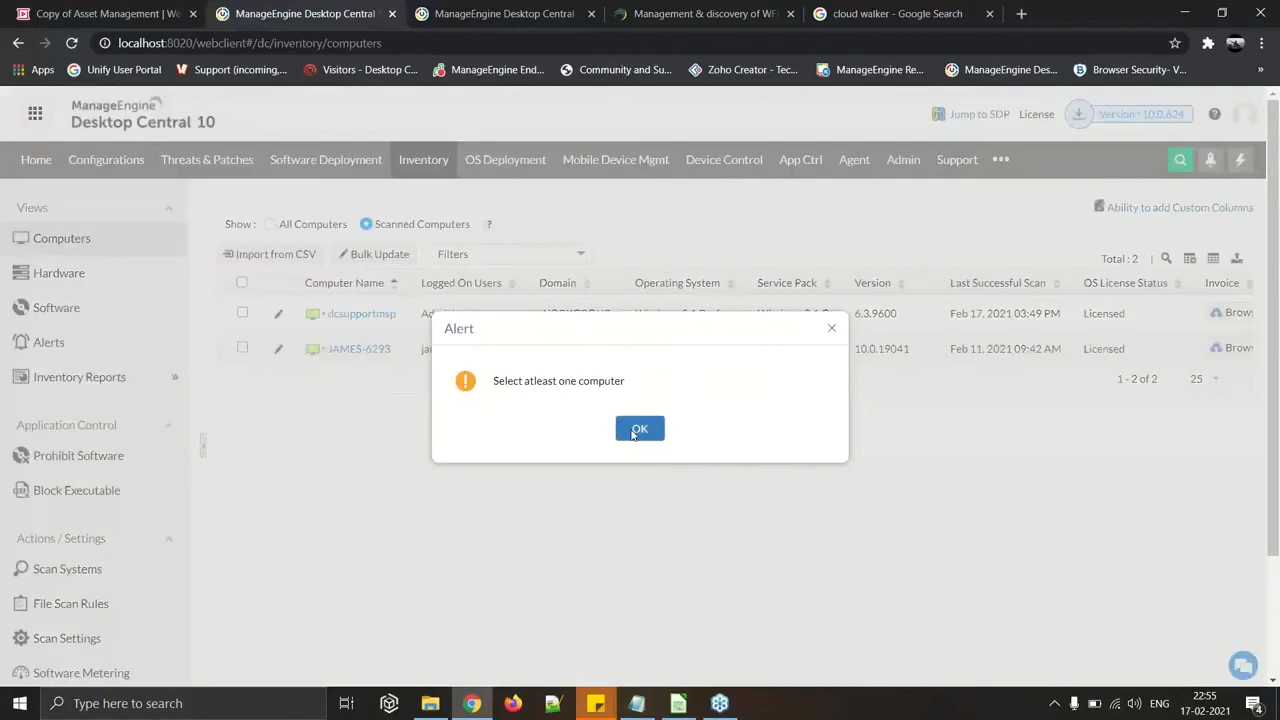 Copy of Asset Management | We
ManageEngine Desktop Central
ManageEngine Desktop Central
Management & discovery of WF
cloud walker - Google Search
localhost:8020/webclient#/dc/inventory/computers
Apps
Unify User Portal
Support (incoming,...
Visitors - Desktop C...
ManageEngine End...
Community and Su...
Zoho Creator - Tec...
ManageEngine Re...
ManageEngine Des...
Browser Security- V...
ManageEngine
Desktop Central 10
Jump to SDP
License
Version - 10.0.624
Home
Configurations
Threats & Patches
Software Deployment
Inventory
OS Deployment
Mobile Device Mgmt
Device Control
App Ctrl
Agent
Admin
Support
Views
Computers
Hardware
Software
Alerts
Inventory Reports
Application Control
Prohibit Software
Block Executable
Actions / Settings
Scan Systems
File Scan Rules
Scan Settings
Software Metering
Show :
All Computers
Scanned Computers
?
Ability to add Custom Columns
Import from CSV
Bulk Update
Filters
Total : 2
Computer Name
Logged On Users
Domain
Operating System
Service Pack
Version
Last Successful Scan
OS License Status
Invoice
dcsupportmsp
6.3.9600
Feb 17, 2021 03:49 PM
Licensed
Brow
JAMES-6293
10.0.19041
Feb 11, 2021 09:42 AM
Licensed
Brow
1 - 2 of 2
25
Alert
Select atleast one computer
OK
Type here to search
ENG
22:55
17-02-2021
4